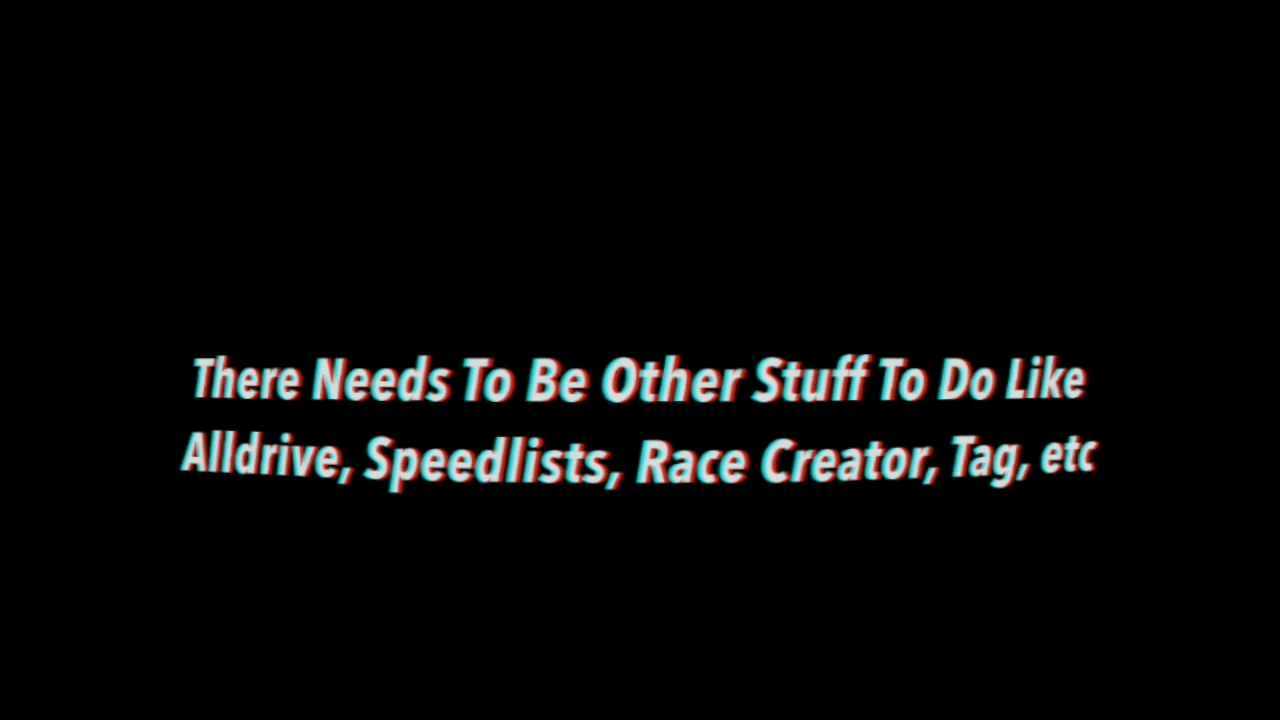 There Needs To Be Other Stuff To Do Like
Alldrive, Speedlists, Race Creator, Tag, etc